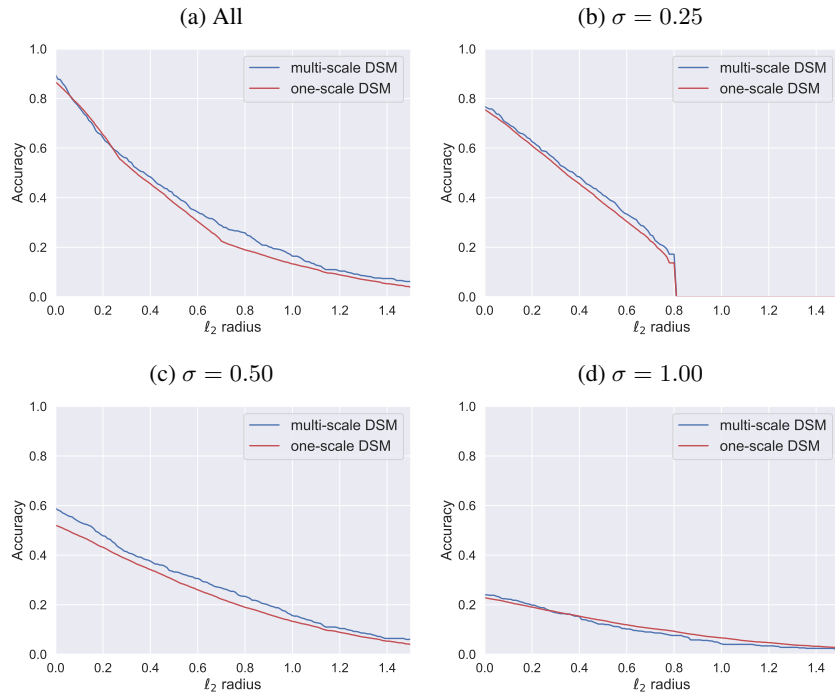 (a) All
1.0
0.8
0.6
0.4
0.2
0.0
Accuracy
multi-scale DSM
one-scale DSM
0.0 0.2 0.4 0.6 0.8 1.0 1.2 1.4
ℓ₂ radius
(b) σ = 0.25
1.0
0.8
0.6
0.4
0.2
0.0
Accuracy
multi-scale DSM
one-scale DSM
0.0 0.2 0.4 0.6 0.8 1.0 1.2 1.4
ℓ₂ radius
(c) σ = 0.50
1.0
0.8
0.6
0.4
0.2
0.0
Accuracy
multi-scale DSM
one-scale DSM
0.0 0.2 0.4 0.6 0.8 1.0 1.2 1.4
ℓ₂ radius
(d) σ = 1.00
1.0
0.8
0.6
0.4
0.2
0.0
Accuracy
multi-scale DSM
one-scale DSM
0.0 0.2 0.4 0.6 0.8 1.0 1.2 1.4
ℓ₂ radius